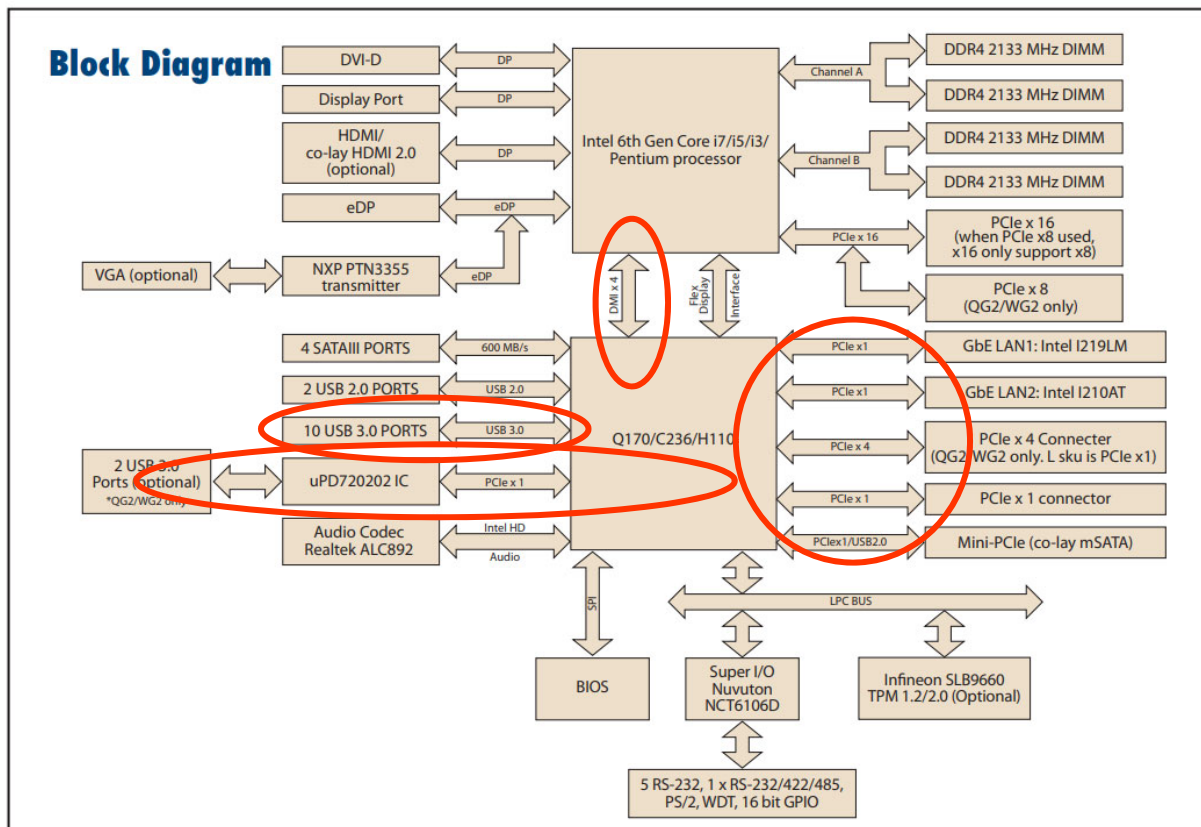 Block Diagram
DVI-D
DP
Display Port
DP
HDMI/
co-lay HDMI 2.0
(optional)
DP
eDP
eDP
VGA (optional)
NXP PTN3355
transmitter
eDP
Intel 6th Gen Core i7/i5/i3/
Pentium processor
Channel A
DDR4 2133 MHz DIMM
DDR4 2133 MHz DIMM
Channel B
DDR4 2133 MHz DIMM
DDR4 2133 MHz DIMM
PCIe x 16
PCIe x 16
(when PCIe x8 used,
x16 only support x8)
PCIe x 8
(QG2/WG2 only)
DMI x 4
Flex
Display
Interface
4 SATAIII PORTS
600 MB/s
2 USB 2.0 PORTS
USB 2.0
10 USB 3.0 PORTS
USB 3.0
2 USB 3.0
Ports (optional)
*QG2/WG2 only
uPD720202 IC
PCIe x 1
Audio Codec
Realtek ALC892
Intel HD
Audio
Q170/C236/H110
PCIe x1
GbE LAN1: Intel I219LM
PCIe x1
GbE LAN2: Intel I210AT
PCIe x 4
PCIe x 4 Connecter
(QG2/WG2 only. L sku is PCIe x1)
PCIe x 1
PCIe x 1 connector
PCIex1/USB2.0
Mini-PCIe (co-lay mSATA)
SPI
LPC BUS
BIOS
Super I/O
Nuvuton
NCT6106D
Infineon SLB9660
TPM 1.2/2.0 (Optional)
5 RS-232, 1 x RS-232/422/485,
PS/2, WDT, 16 bit GPIO